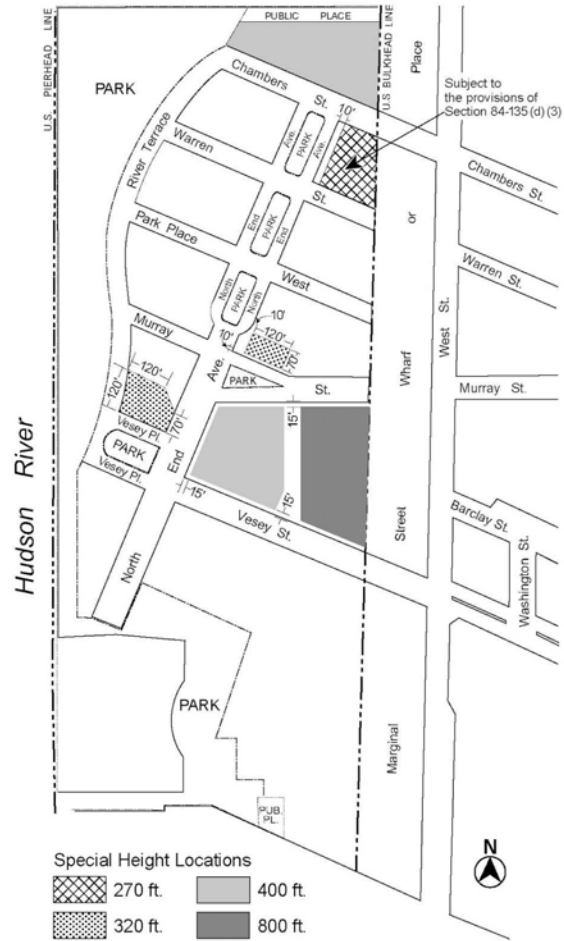 PUBLIC PLACE
U.S. PIERHEAD LINE
U.S BULKHEAD LINE
Place
PARK
Chambers
St.
10'
Subject to
the provisions of
Section 84-135 (d) (3)
River Terrace
Warren
Ave.
PARK
Ave.
St.
Chambers St.
Park Place
End
PARK
End
or
Warren St.
West
North
PARK
North
10'
West St.
Murray
10'
120'
70'
Ave.
PARK
St.
Wharf
Murray St.
120'
120'
70'
Vesey Pl.
PARK
Vesey Pl.
End
15'
15'
15'
Vesey St.
Street
Barclay St.
Washington St.
Hudson River
North
PARK
Marginal
PUB.
PL.
N
Special Height Locations
270 ft.
400 ft.
320 ft.
800 ft.